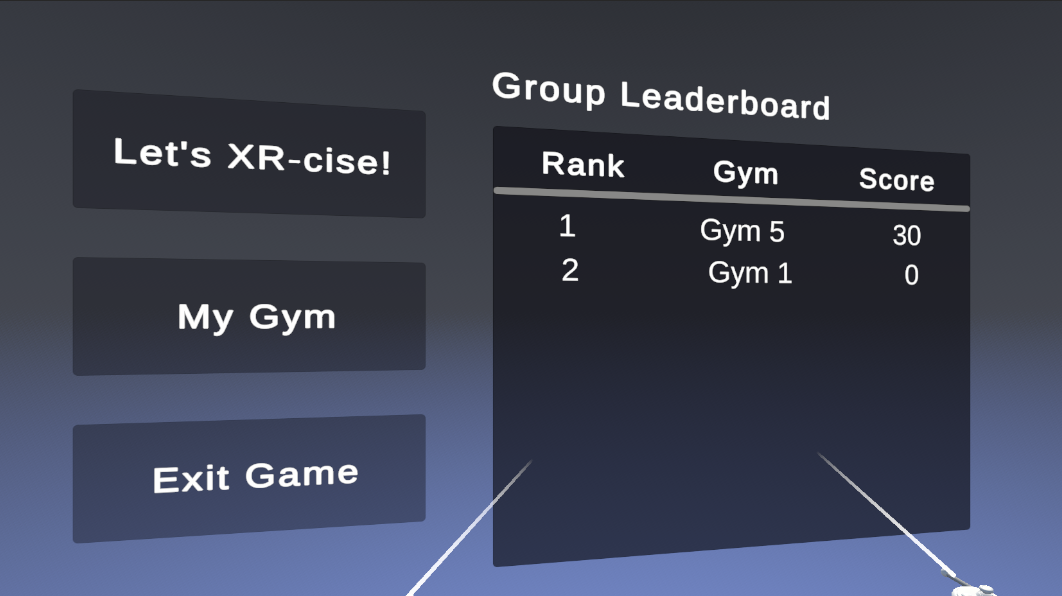 Let's XR-cise!
My Gym
Exit Game
Group Leaderboard
Rank Gym Score
1 Gym 5 30
2 Gym 1 0